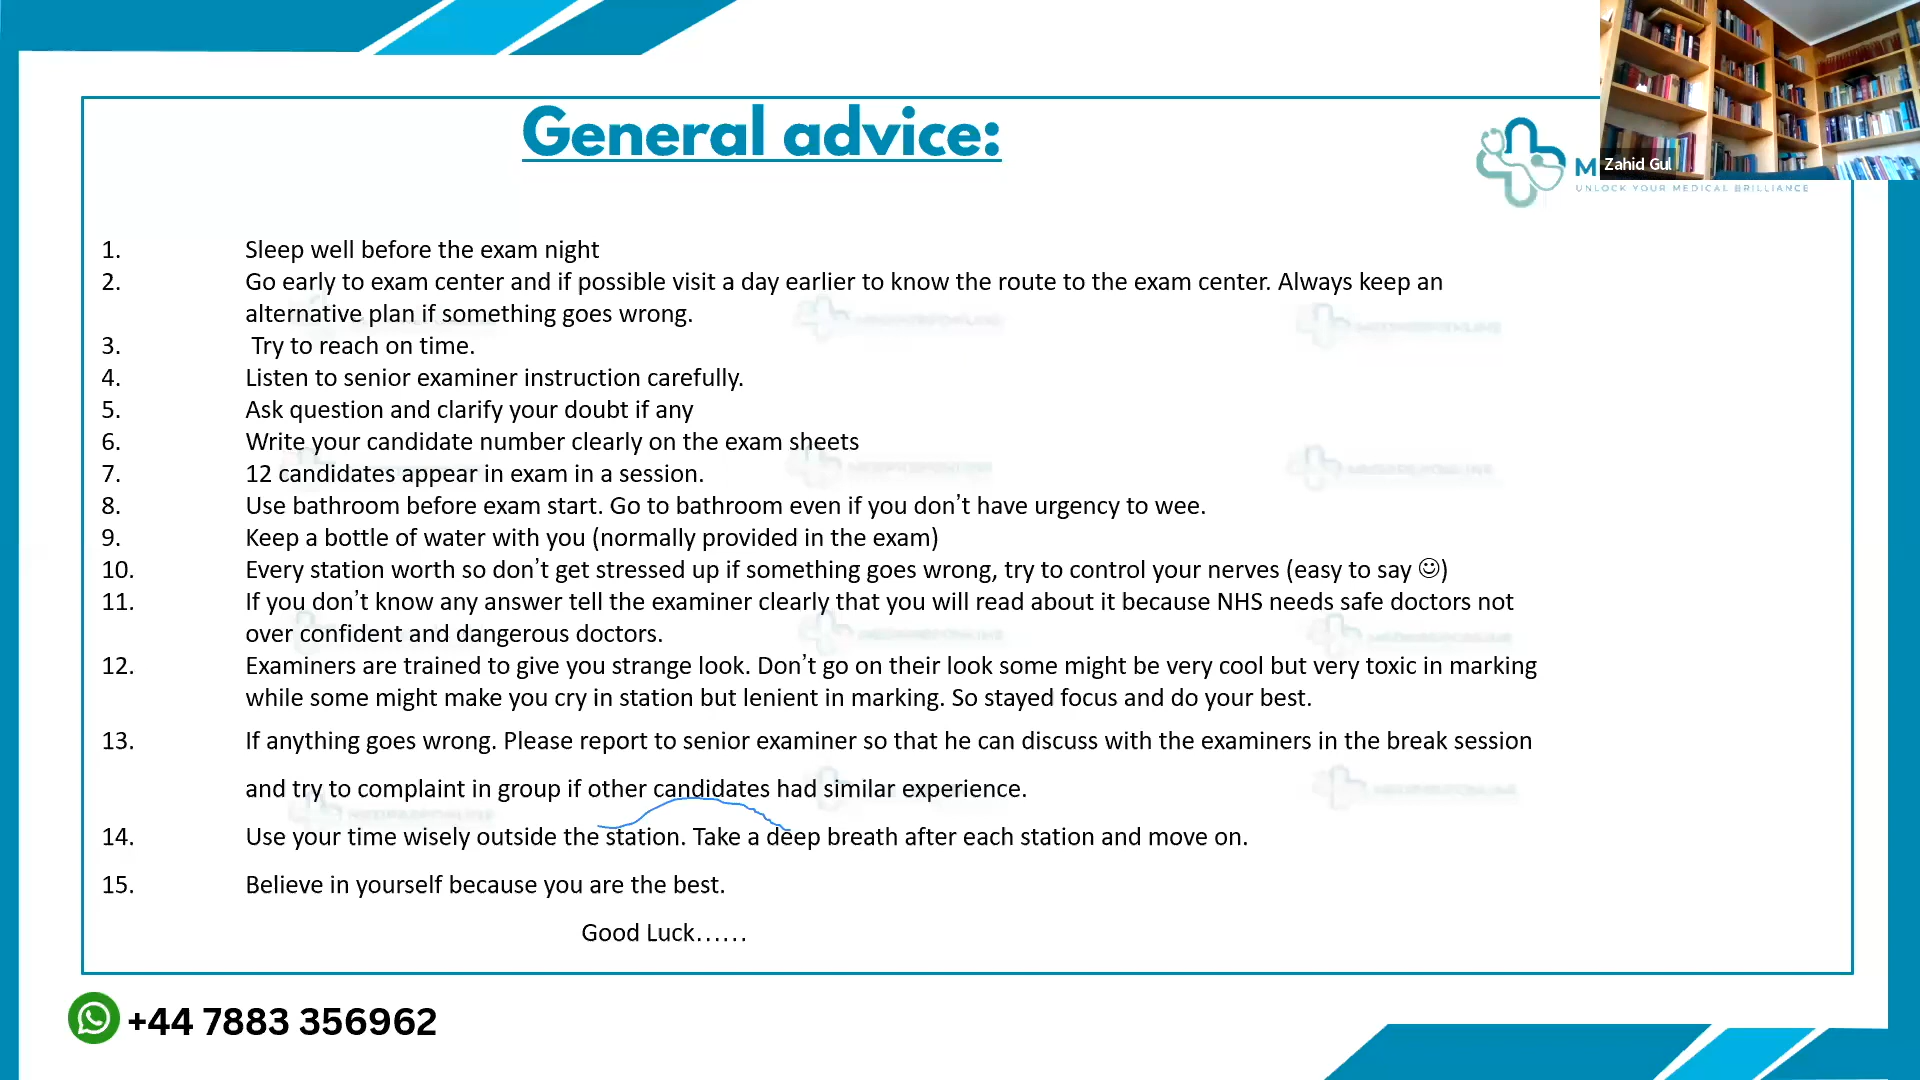 General advice:
Zahid Gul
M
UNLOCK YOUR MEDICAL BRILLIANCE
1. Sleep well before the exam night
2. Go early to exam center and if possible visit a day earlier to know the route to the exam center. Always keep an
alternative plan if something goes wrong.
3. Try to reach on time.
4. Listen to senior examiner instruction carefully.
5. Ask question and clarify your doubt if any
6. Write your candidate number clearly on the exam sheets
7. 12 candidates appear in exam in a session.
8. Use bathroom before exam start. Go to bathroom even if you don’t have urgency to wee.
9. Keep a bottle of water with you (normally provided in the exam)
10. Every station worth so don’t get stressed up if something goes wrong, try to control your nerves (easy to say ☺)
11. If you don’t know any answer tell the examiner clearly that you will read about it because NHS needs safe doctors not
over confident and dangerous doctors.
12. Examiners are trained to give you strange look. Don’t go on their look some might be very cool but very toxic in marking
while some might make you cry in station but lenient in marking. So stayed focus and do your best.
13. If anything goes wrong. Please report to senior examiner so that he can discuss with the examiners in the break session
and try to complaint in group if other candidates had similar experience.
14. Use your time wisely outside the station. Take a deep breath after each station and move on.
15. Believe in yourself because you are the best.
Good Luck……
+44 7883 356962